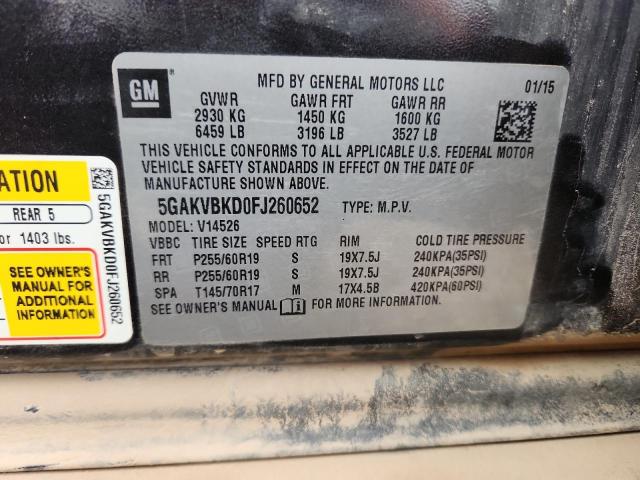 GM
MFD BY GENERAL MOTORS LLC 01/15
GVWR GAWR FRT GAWR RR
2930 KG 1450 KG 1600 KG
6459 LB 3196 LB 3527 LB
THIS VEHICLE CONFORMS TO ALL APPLICABLE U.S. FEDERAL MOTOR
VEHICLE SAFETY STANDARDS IN EFFECT ON THE DATE OF
MANUFACTURE SHOWN ABOVE.
5GAKVBKD0FJ260652 TYPE: M.P.V.
MODEL: V14526
VBBC TIRE SIZE SPEED RTG RIM COLD TIRE PRESSURE
FRT P255/60R19 S 19X7.5J 240KPA(35PSI)
RR P255/60R19 S 19X7.5J 240KPA(35PSI)
SPA T145/70R17 M 17X4.5B 420KPA(60PSI)
SEE OWNER'S MANUAL FOR MORE INFORMATION
ATION
REAR 5
or 1403 lbs.
SEE OWNER'S
MANUAL FOR
ADDITIONAL
INFORMATION
5GAKVBKD0FJ260652